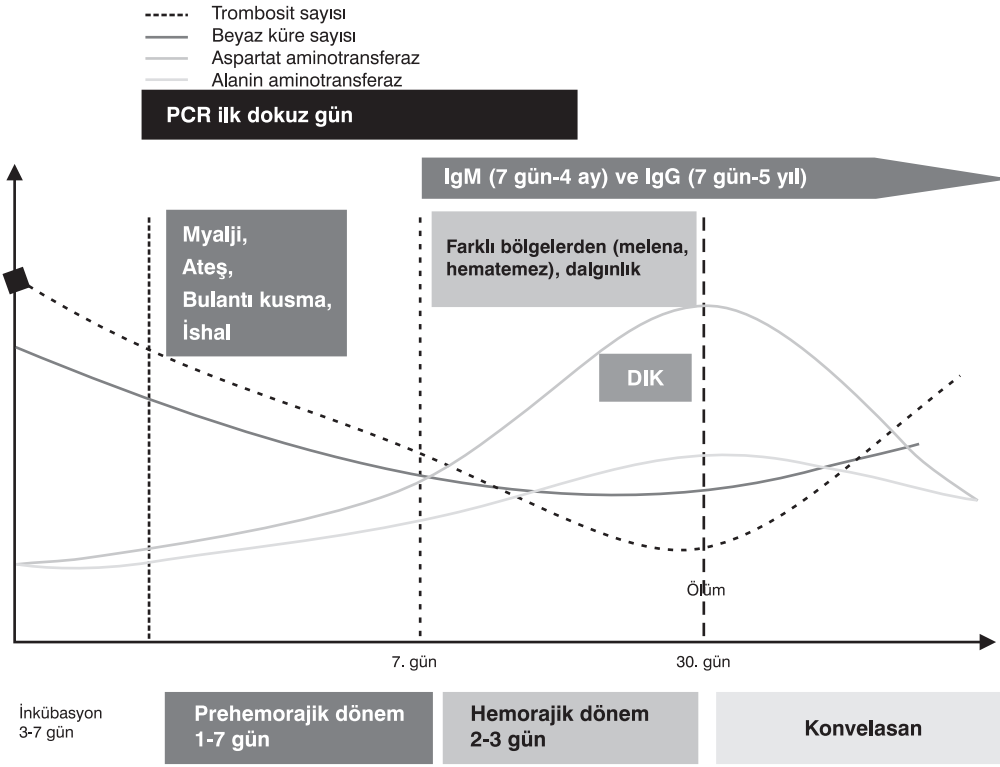 Trombosit sayısı
Beyaz küre sayısı
Aspartat aminotransferaz
Alanin aminotransferaz
PCR ilk dokuz gün
IgM (7 gün-4 ay) ve IgG (7 gün-5 yıl)
Myalji,
Ateş,
Bulantı kusma,
İshal
Farklı bölgelerden (melena,
hematemez), dalgınlık
DIK
Ölüm
7. gün
30. gün
İnkübasyon
3-7 gün
Prehemorajik dönem
1-7 gün
Hemorajik dönem
2-3 gün
Konvelasan